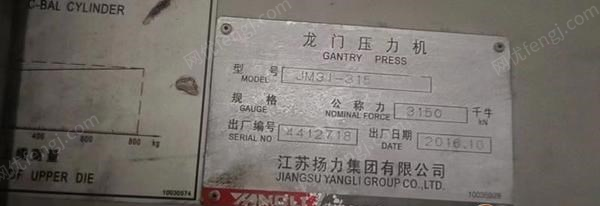 C-BAL CYLINDER
400 600 800 kg
OF UPPER DIE
10030574
龙门压力机
GANTRY PRESS
型号
MODEL JM31-315
规格 公称力 3150 千牛
GAUGE NOMINAL FORCE kN
出厂编号 4412718 出厂日期 2016.10
SERIAL NO DATE
江苏扬力集团有限公司
JIANGSU YANGLI GROUP CO.,LTD.
YANGLI